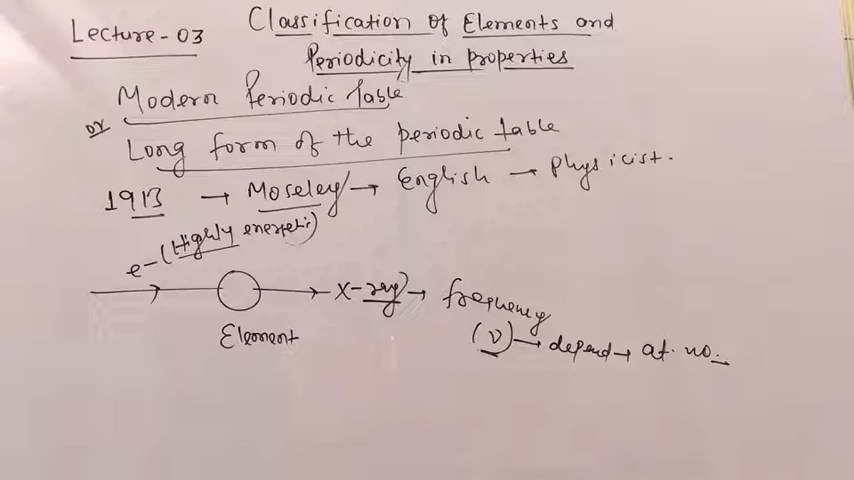 Lecture-03 Classification of Elements and
Periodicity in properties
Modern Periodic Table
or
Long form of the periodic table
1913 → Moseley → English → Physicist.
e- (Highly energetic)
X-ray → frequency
Element
(ν) → depend → at. no.